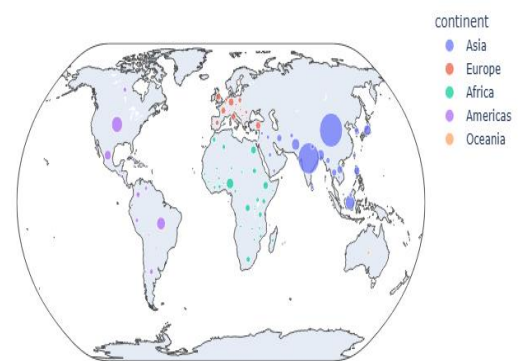 continent
Asia
Europe
Africa
Americas
Oceania